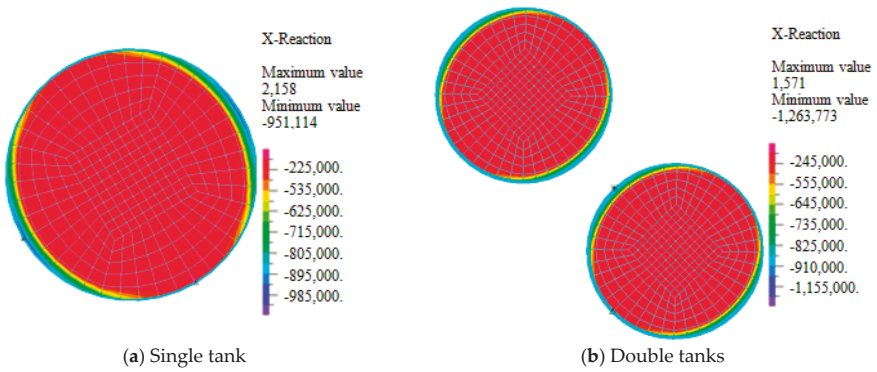 X-Reaction
Maximum value
2,158
Minimum value
-951,114
-225,000.
-535,000.
-625,000.
-715,000.
-805,000.
-895,000.
-985,000.
(a) Single tank
X-Reaction
Maximum value
1,571
Minimum value
-1,263,773
-245,000.
-555,000.
-645,000.
-735,000.
-825,000.
-910,000.
-1,155,000.
(b) Double tanks